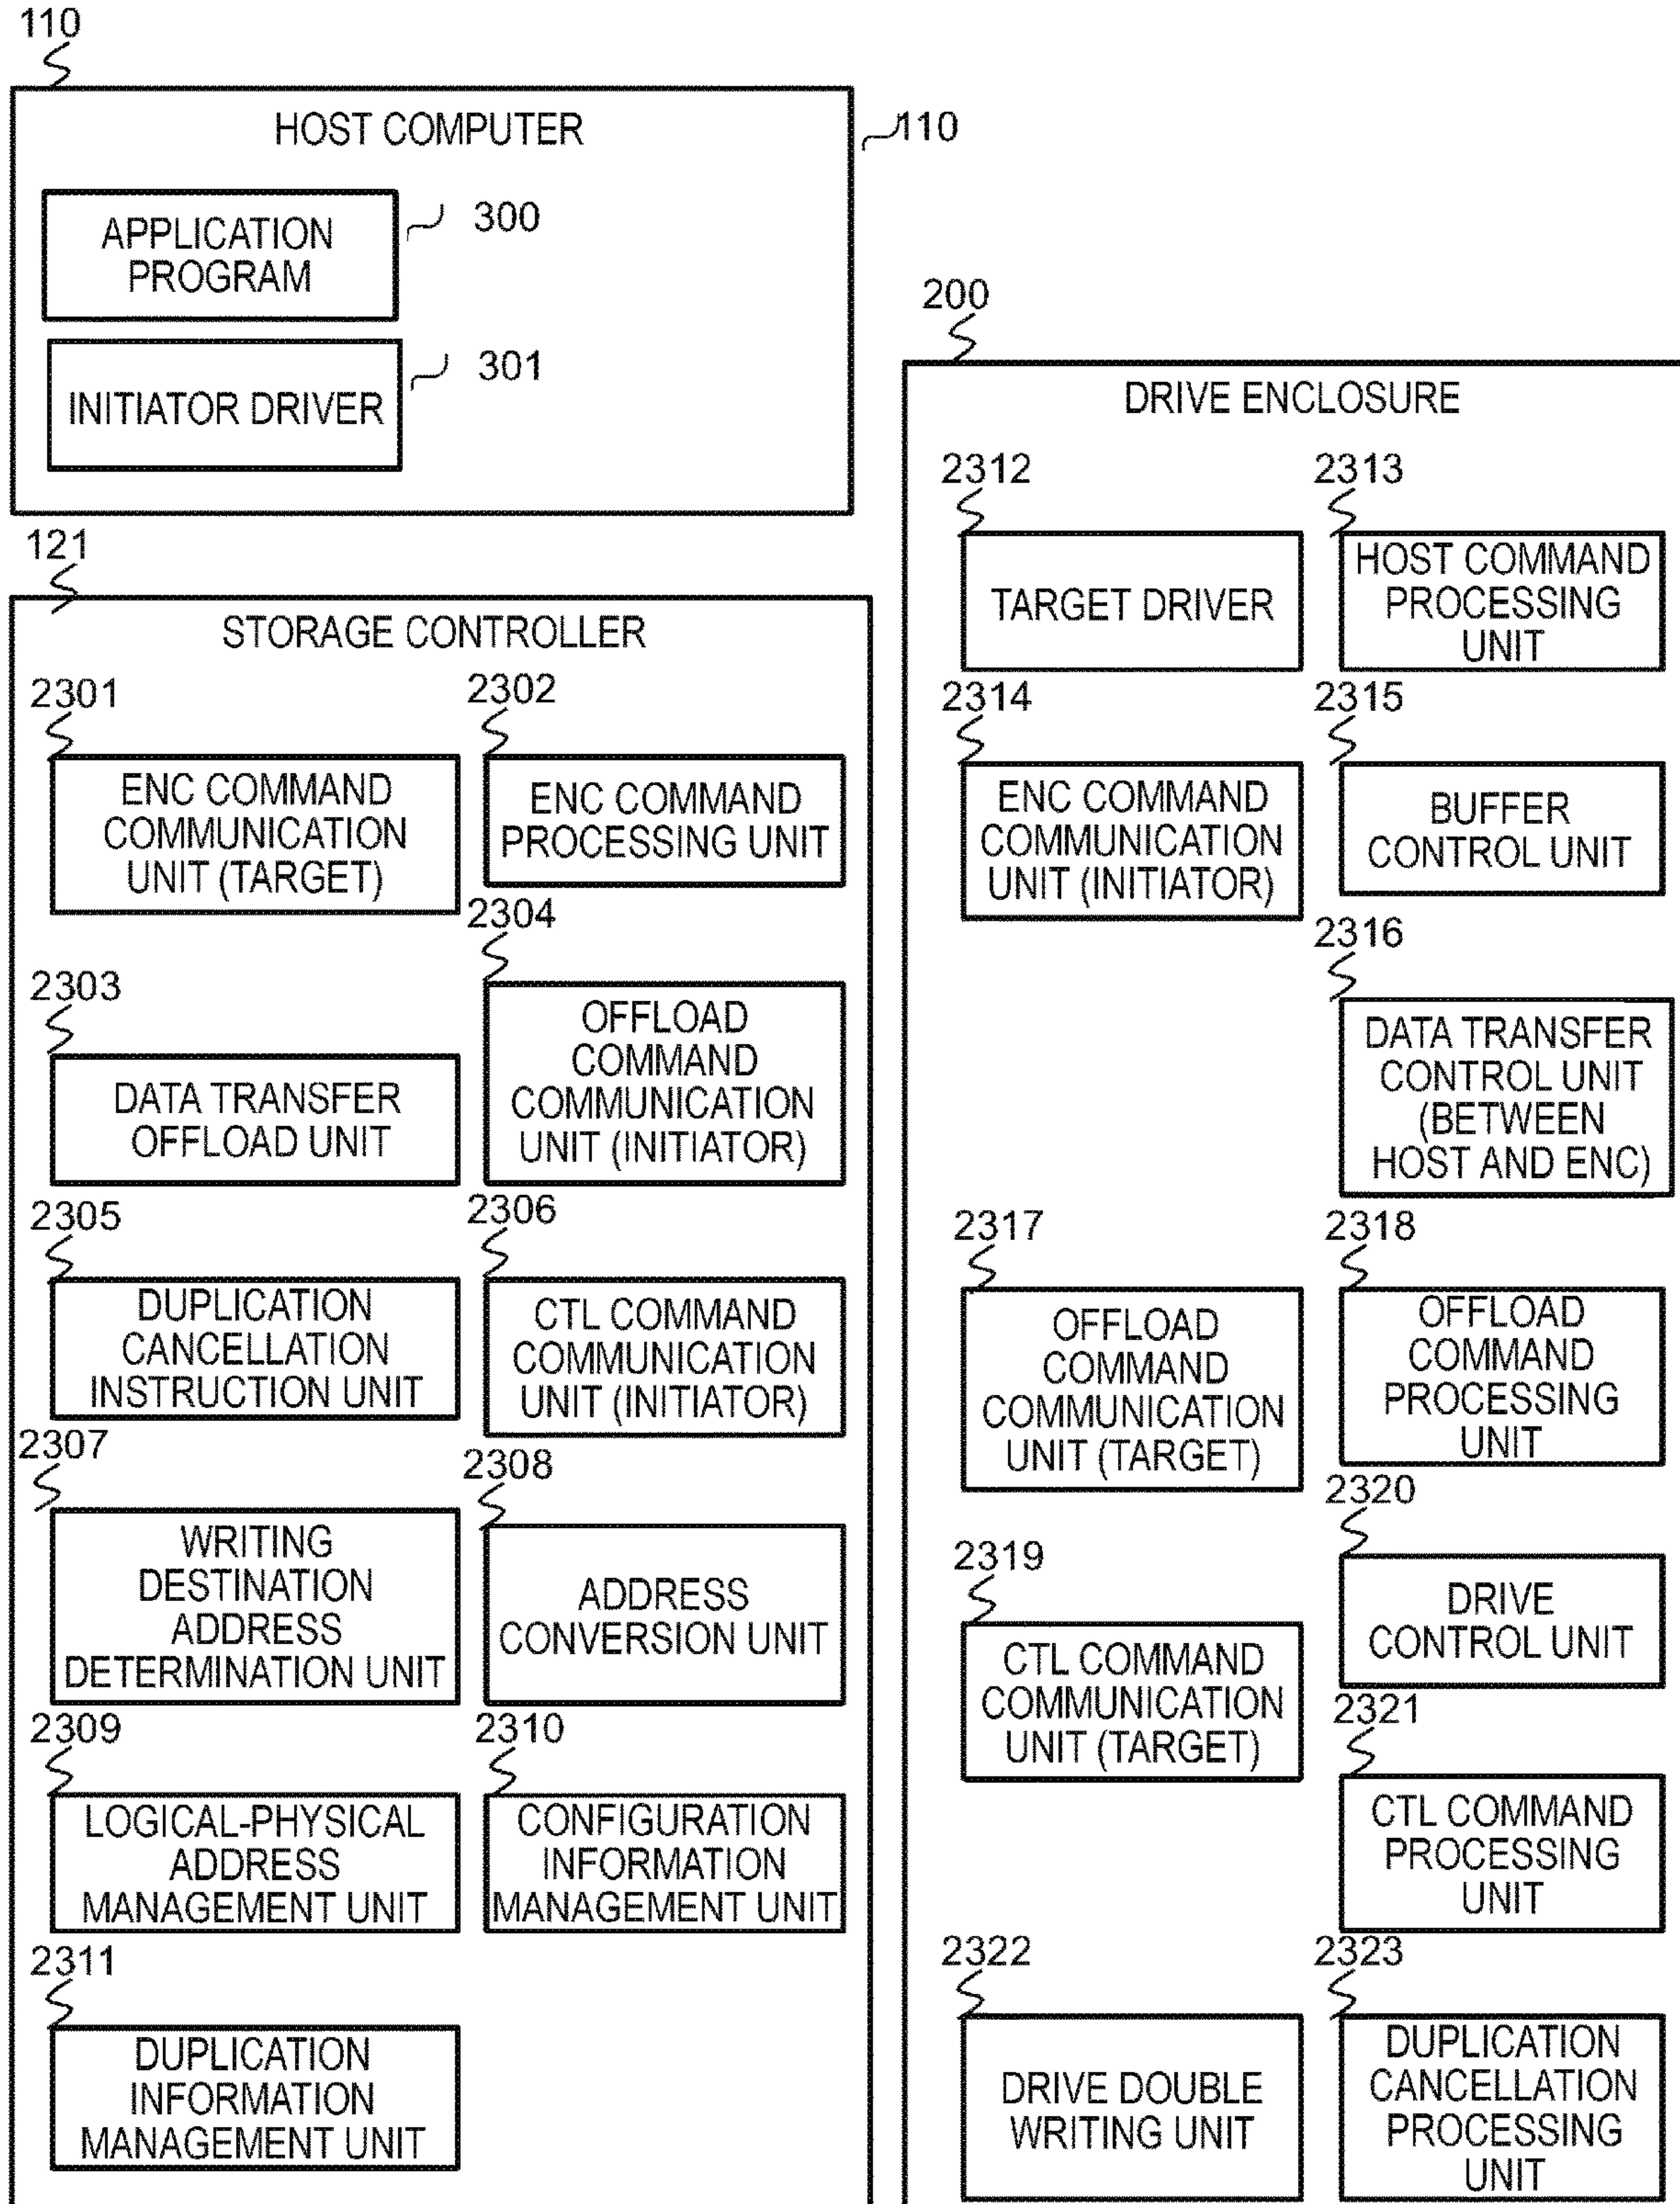 110
HOST COMPUTER
110
APPLICATION
PROGRAM
300
INITIATOR DRIVER
301
121
STORAGE CONTROLLER
2301
ENC COMMAND
COMMUNICATION
UNIT (TARGET)
2302
ENC COMMAND
PROCESSING UNIT
2303
DATA TRANSFER
OFFLOAD UNIT
2304
OFFLOAD
COMMAND
COMMUNICATION
UNIT (INITIATOR)
2305
DUPLICATION
CANCELLATION
INSTRUCTION UNIT
2306
CTL COMMAND
COMMUNICATION
UNIT (INITIATOR)
2307
WRITING
DESTINATION
ADDRESS
DETERMINATION UNIT
2308
ADDRESS
CONVERSION UNIT
2309
LOGICAL-PHYSICAL
ADDRESS
MANAGEMENT UNIT
2310
CONFIGURATION
INFORMATION
MANAGEMENT UNIT
2311
DUPLICATION
INFORMATION
MANAGEMENT UNIT
200
DRIVE ENCLOSURE
2312
TARGET DRIVER
2313
HOST COMMAND
PROCESSING
UNIT
2314
ENC COMMAND
COMMUNICATION
UNIT (INITIATOR)
2315
BUFFER
CONTROL UNIT
2316
DATA TRANSFER
CONTROL UNIT
(BETWEEN
HOST AND ENC)
2317
OFFLOAD
COMMAND
COMMUNICATION
UNIT (TARGET)
2318
OFFLOAD
COMMAND
PROCESSING
UNIT
2319
CTL COMMAND
COMMUNICATION
UNIT (TARGET)
2320
DRIVE
CONTROL UNIT
2321
CTL COMMAND
PROCESSING
UNIT
2322
DRIVE DOUBLE
WRITING UNIT
2323
DUPLICATION
CANCELLATION
PROCESSING
UNIT